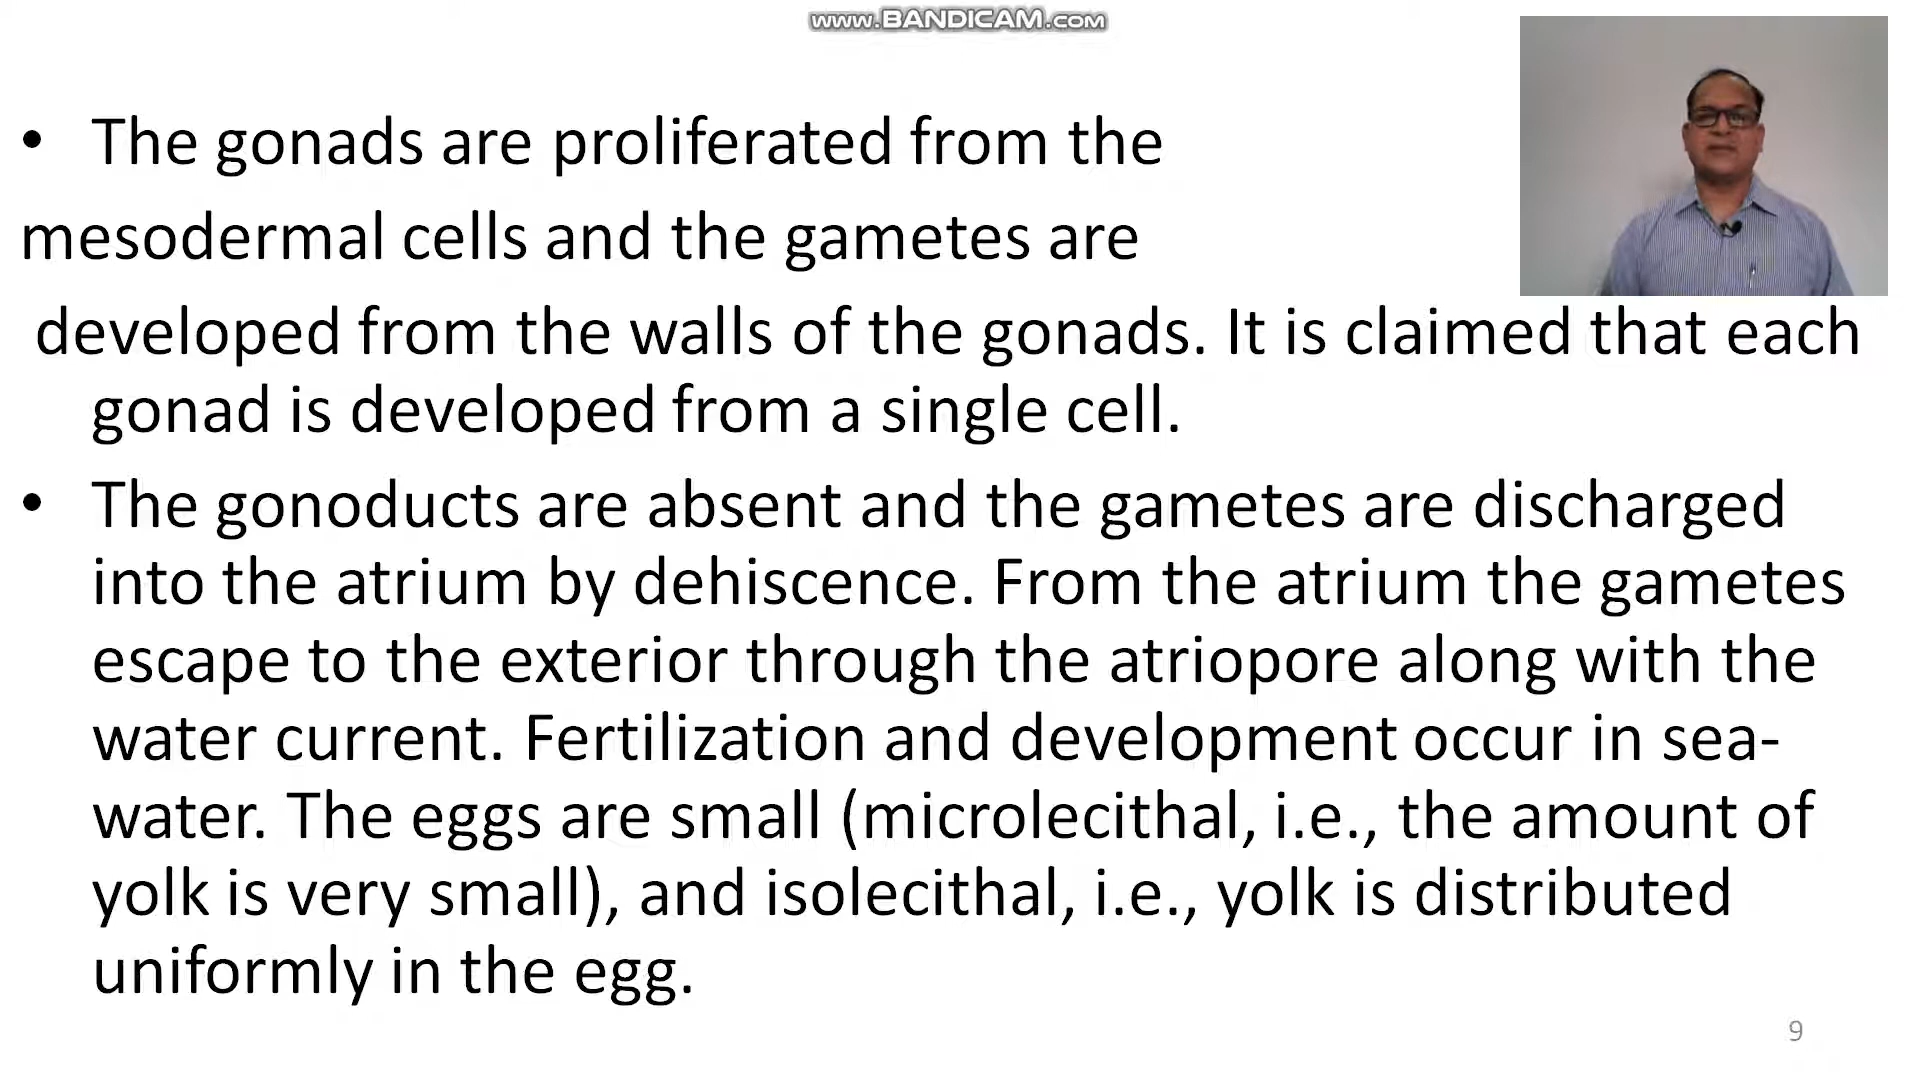 www.BANDICAM.com
• The gonads are proliferated from the
mesodermal cells and the gametes are
developed from the walls of the gonads. It is claimed that each
gonad is developed from a single cell.
• The gonoducts are absent and the gametes are discharged
into the atrium by dehiscence. From the atrium the gametes
escape to the exterior through the atriopore along with the
water current. Fertilization and development occur in sea-
water. The eggs are small (microlecithal, i.e., the amount of
yolk is very small), and isolecithal, i.e., yolk is distributed
uniformly in the egg.
9